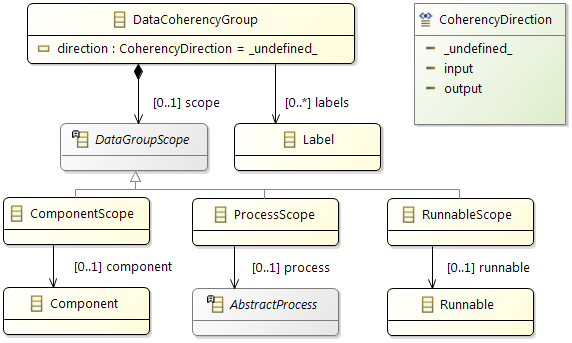 DataCoherencyGroup
direction : CoherencyDirection = _undefined_
CoherencyDirection
_undefined_
input
output
[0..1] scope
[0..*] labels
DataGroupScope
Label
ComponentScope
ProcessScope
RunnableScope
[0..1] component
[0..1] process
[0..1] runnable
Component
AbstractProcess
Runnable